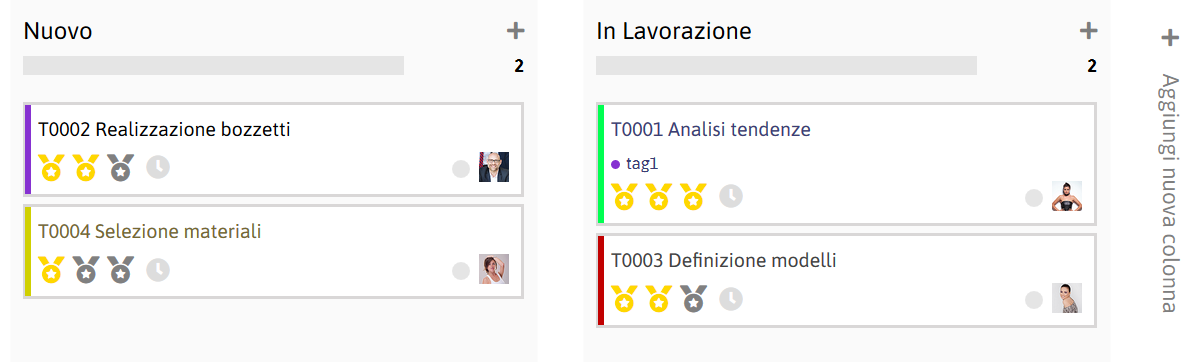 Nuovo
2
T0002 Realizzazione bozzetti
T0004 Selezione materiali
In Lavorazione
2
T0001 Analisi tendenze
tag1
T0003 Definizione modelli
Aggiungi nuova colonna